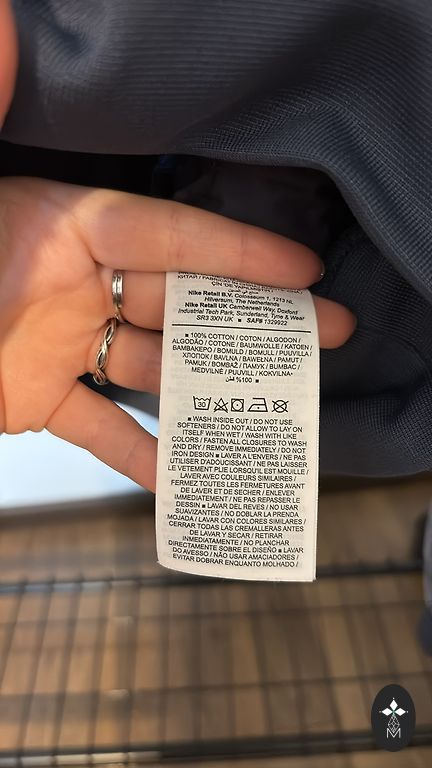 ÇİN'DE YAPILMIŞTIR
Nike Retail B.V. Colosseum 1, 1213 NL
Hilversum, The Netherlands
Nike Retail UK Camberwell Way, Doxford
Industrial Tech Park, Sunderland, Tyne & Wear
SR3 3XN UK ■ SAF# 1329922
■ 100% COTTON / COTON / ALGODON /
ALGODÃO / COTONE / BAUMWOLLE / KATOEN /
ΒΑΜΒΑΚΕΡΟ / BOMULD / BOMULL / PUUVILLA /
ХЛОПОК / BAVLNA / BAWEŁNA / PAMUT /
PAMUK / BOMBAŽ / ПАМУК / BUMBAC /
MEDVILNĖ / PUUVILL / KOKVILNA
■ %100 قطن
30
■ WASH INSIDE OUT / DO NOT USE
SOFTENERS / DO NOT ALLOW TO LAY ON
ITSELF WHEN WET / WASH WITH LIKE
COLORS / FASTEN ALL CLOSURES TO WASH
AND DRY / REMOVE IMMEDIATELY / DO NOT
IRON DESIGN ■ LAVER A L'ENVERS / NE PAS
UTILISER D'ADOUCISSANT / NE PAS LAISSER
LE VETEMENT PLIE LORSQU'IL EST MOUILLE /
LAVER AVEC COULEURS SIMILAIRES /
FERMEZ TOUTES LES FERMETURES AVANT
DE LAVER ET DE SECHER / ENLEVER
IMMEDIATEMENT / NE PAS REPASSER LE
DESSIN ■ LAVAR DEL REVES / NO USAR
SUAVIZANTES / NO DOBLAR LA PRENDA
MOJADA / LAVAR CON COLORES SIMILARES /
CERRAR TODAS LAS CREMALLERAS ANTES
DE LAVAR Y SECAR / RETIRAR
INMEDIATAMENTE / NO PLANCHAR
DIRECTAMENTE SOBRE EL DISEÑO ■ LAVAR
DO AVESSO / NÃO USAR AMACIADORES /
EVITAR DOBRAR ENQUANTO MOLHADO /
M